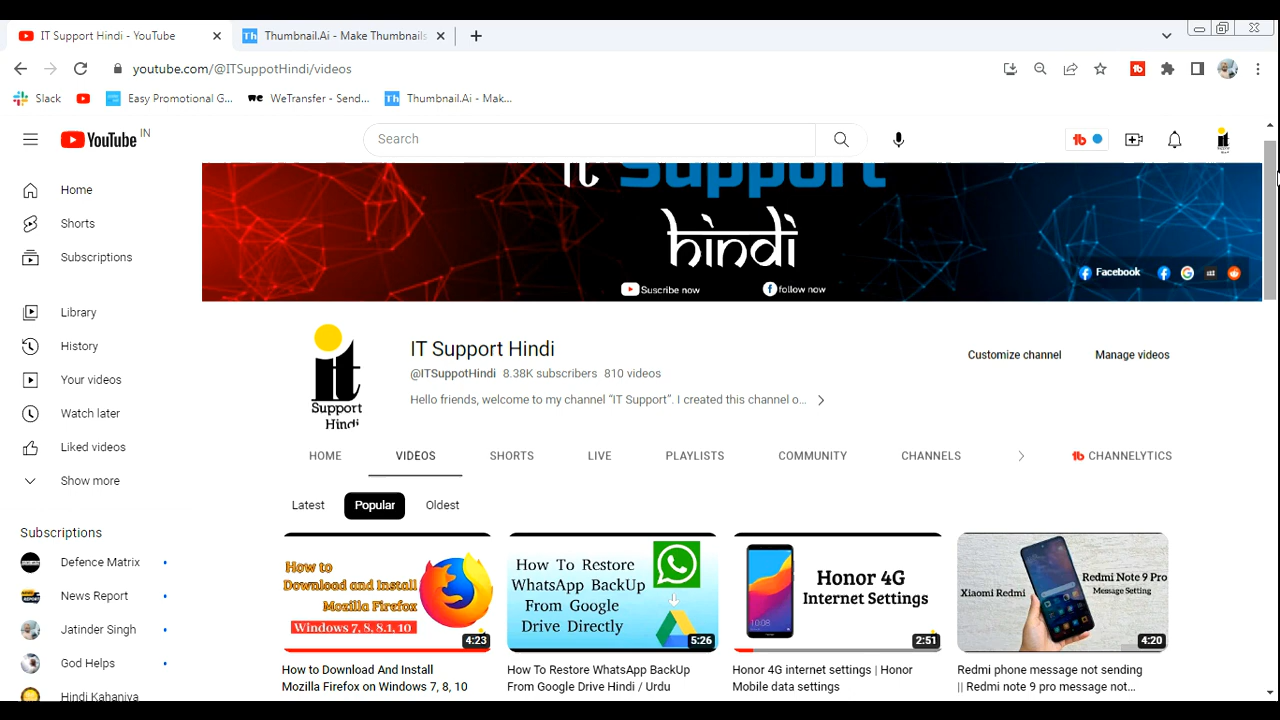 IT Support Hindi - YouTube
Thumbnail.Ai - Make Thumbnails
youtube.com/@ITSuppotHindi/videos
Slack
Easy Promotional G...
we WeTransfer - Send...
Th Thumbnail.Ai - Mak...
YouTube IN
Search
Home
Shorts
Subscriptions
Library
History
Your videos
Watch later
Liked videos
Show more
Subscriptions
Defence Matrix
News Report
Jatinder Singh
God Helps
Hindi Kahaniya
it Support
hindi
Suscribe now
follow now
Facebook
it
Support
Hindi
IT Support Hindi
@ITSuppotHindi 8.38K subscribers 810 videos
Hello friends, welcome to my channel “IT Support”. I created this channel o...
Customize channel
Manage videos
HOME
VIDEOS
SHORTS
LIVE
PLAYLISTS
COMMUNITY
CHANNELS
tb CHANNELYTICS
Latest
Popular
Oldest
How to
Download and Install
Mozilla Firefox
Windows 7, 8, 8.1, 10
4:23
How to Download And Install
Mozilla Firefox on Windows 7, 8, 10
How To Restore
WhatsApp BackUp
From Google
Drive Directly
5:26
How To Restore WhatsApp BackUp
From Google Drive Hindi / Urdu
Honor 4G
Internet Settings
10:08
2:51
Honor 4G internet settings | Honor
Mobile data settings
Xiaomi Redmi
Redmi Note 9 Pro
Message Setting
4:20
Redmi phone message not sending
|| Redmi note 9 pro message not...